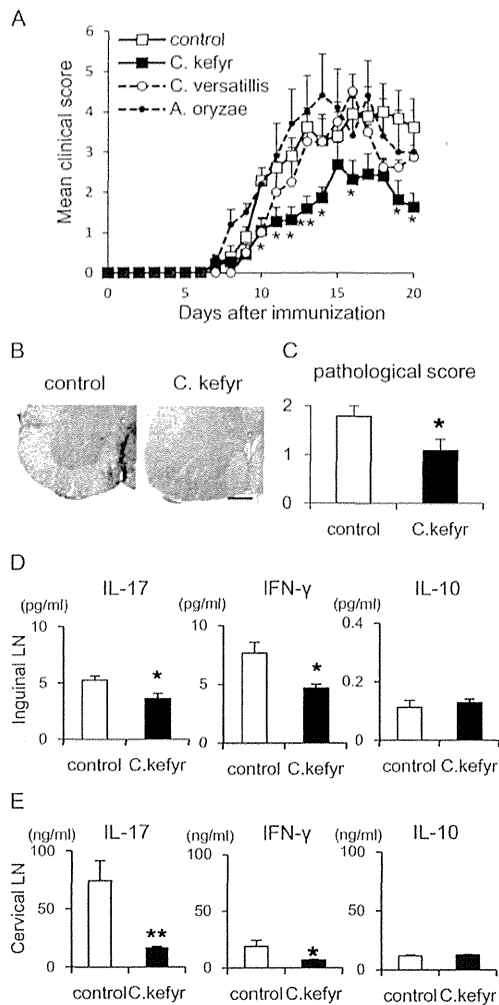 A
control
C. kefyr
C. versatillis
A. oryzae
Mean clinical score
6
5
4
3
2
1
0
* * * ** * * * *
0 5 10 15 20
Days after immunization
B
control C. kefyr
C
pathological score
2
1
0
*
control C.kefyr
D
IL-17 IFN-γ IL-10
(pg/ml) (pg/ml) (pg/ml)
Inguinal LN
10 10 0.4
5 5 0.2
0 0 0
* *
control C.kefyr control C.kefyr control C.kefyr
E
IL-17 IFN-γ IL-10
(ng/ml) (ng/ml) (ng/ml)
Cervical LN
100 100 100
50 50 50
0 0 0
** *
control C.kefyr control C.kefyr control C.kefyr